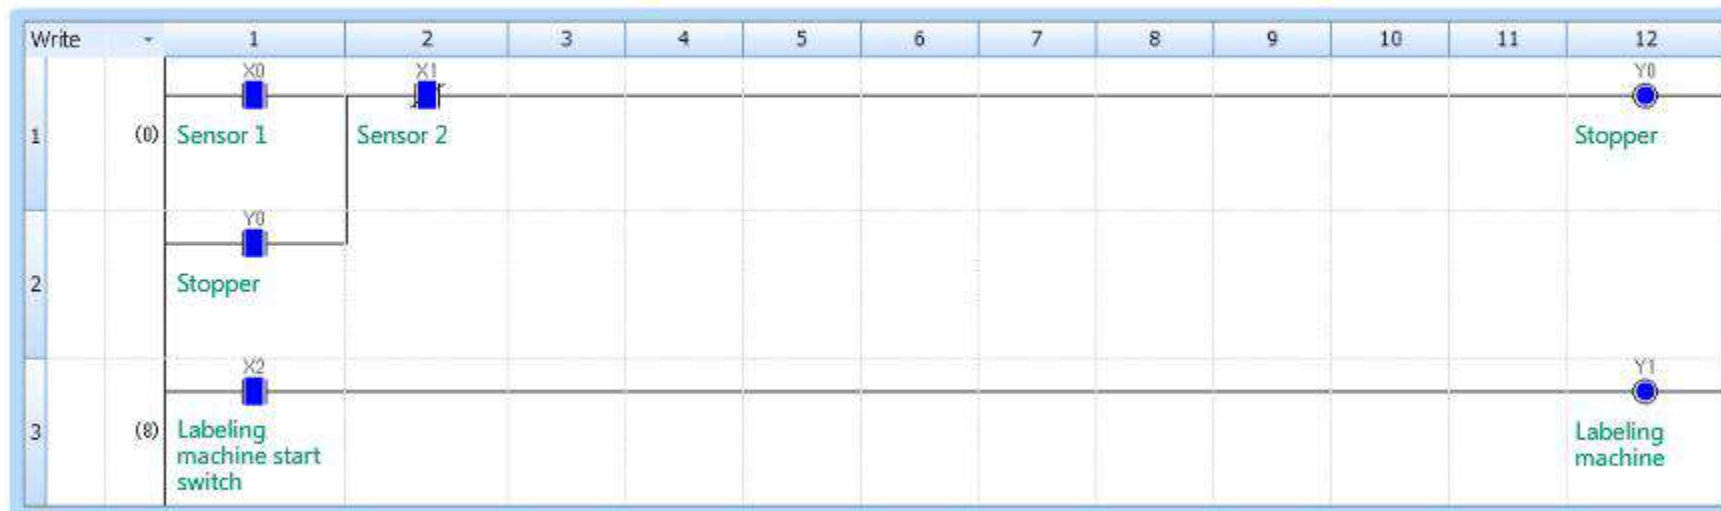 Write 1 2 3 4 5 6 7 8 9 10 11 12
X0 X1 Y0
1 (0) Sensor 1 Sensor 2 Stopper
Y0
2 Stopper
X2 Y1
3 (8) Labeling machine start switch Labeling machine